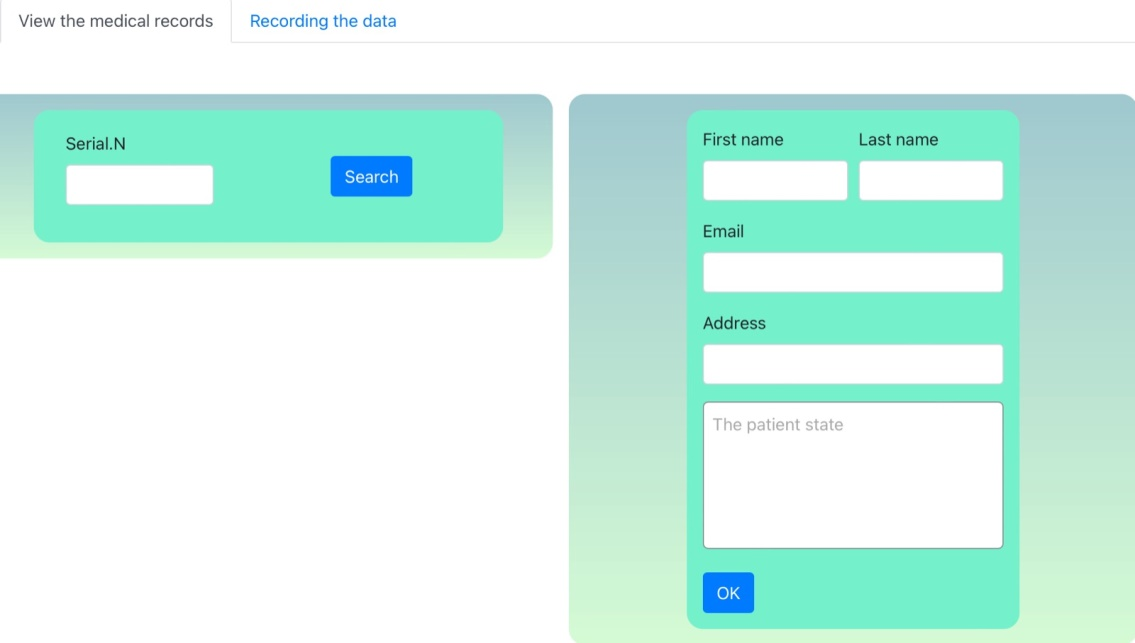 View the medical records
Recording the data
Serial.N
Search
First name
Last name
Email
Address
The patient state
OK